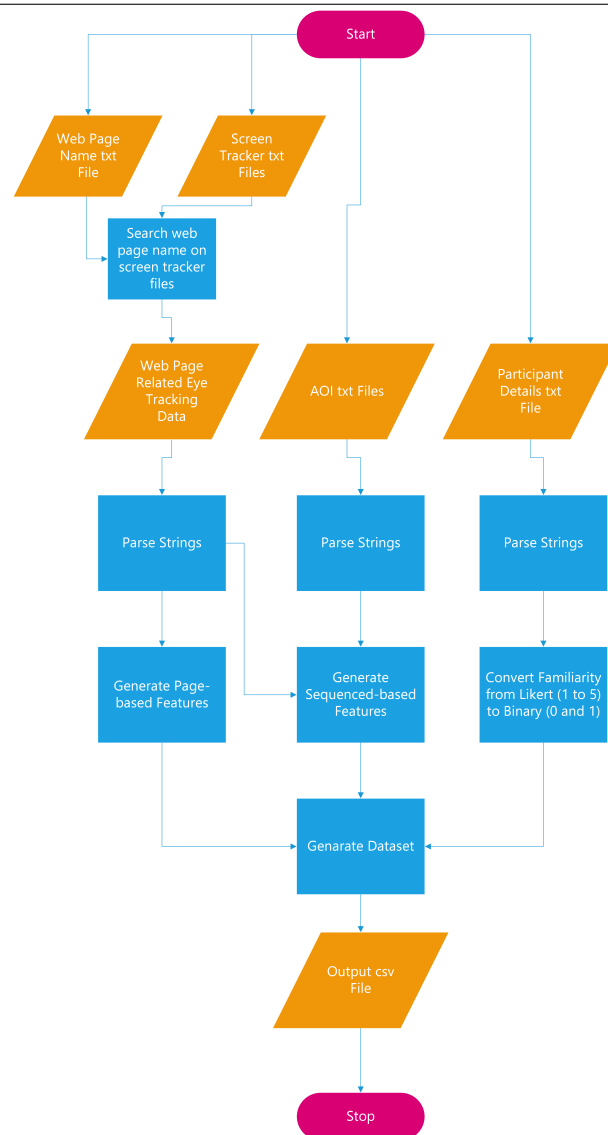 Start
Web Page
Name txt
File
Screen
Tracker txt
Files
Search web
page name on
screen tracker
files
Web Page
Related Eye
Tracking
Data
AOI txt Files
Participant
Details txt
File
Parse Strings
Parse Strings
Parse Strings
Generate Page-
based Features
Generate
Sequenced-based
Features
Convert Familiarity
from Likert (1 to 5)
to Binary (0 and 1)
Genarate Dataset
Output csv
File
Stop